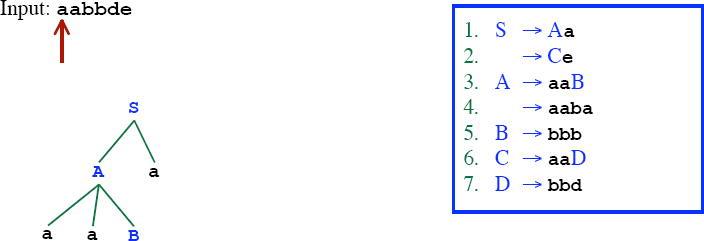 Input: aabbde
1. S → Aa
2. → Ce
3. A → aaB
4. → aaba
5. B → bbb
6. C → aaD
7. D → bbd
S
A a
a a B